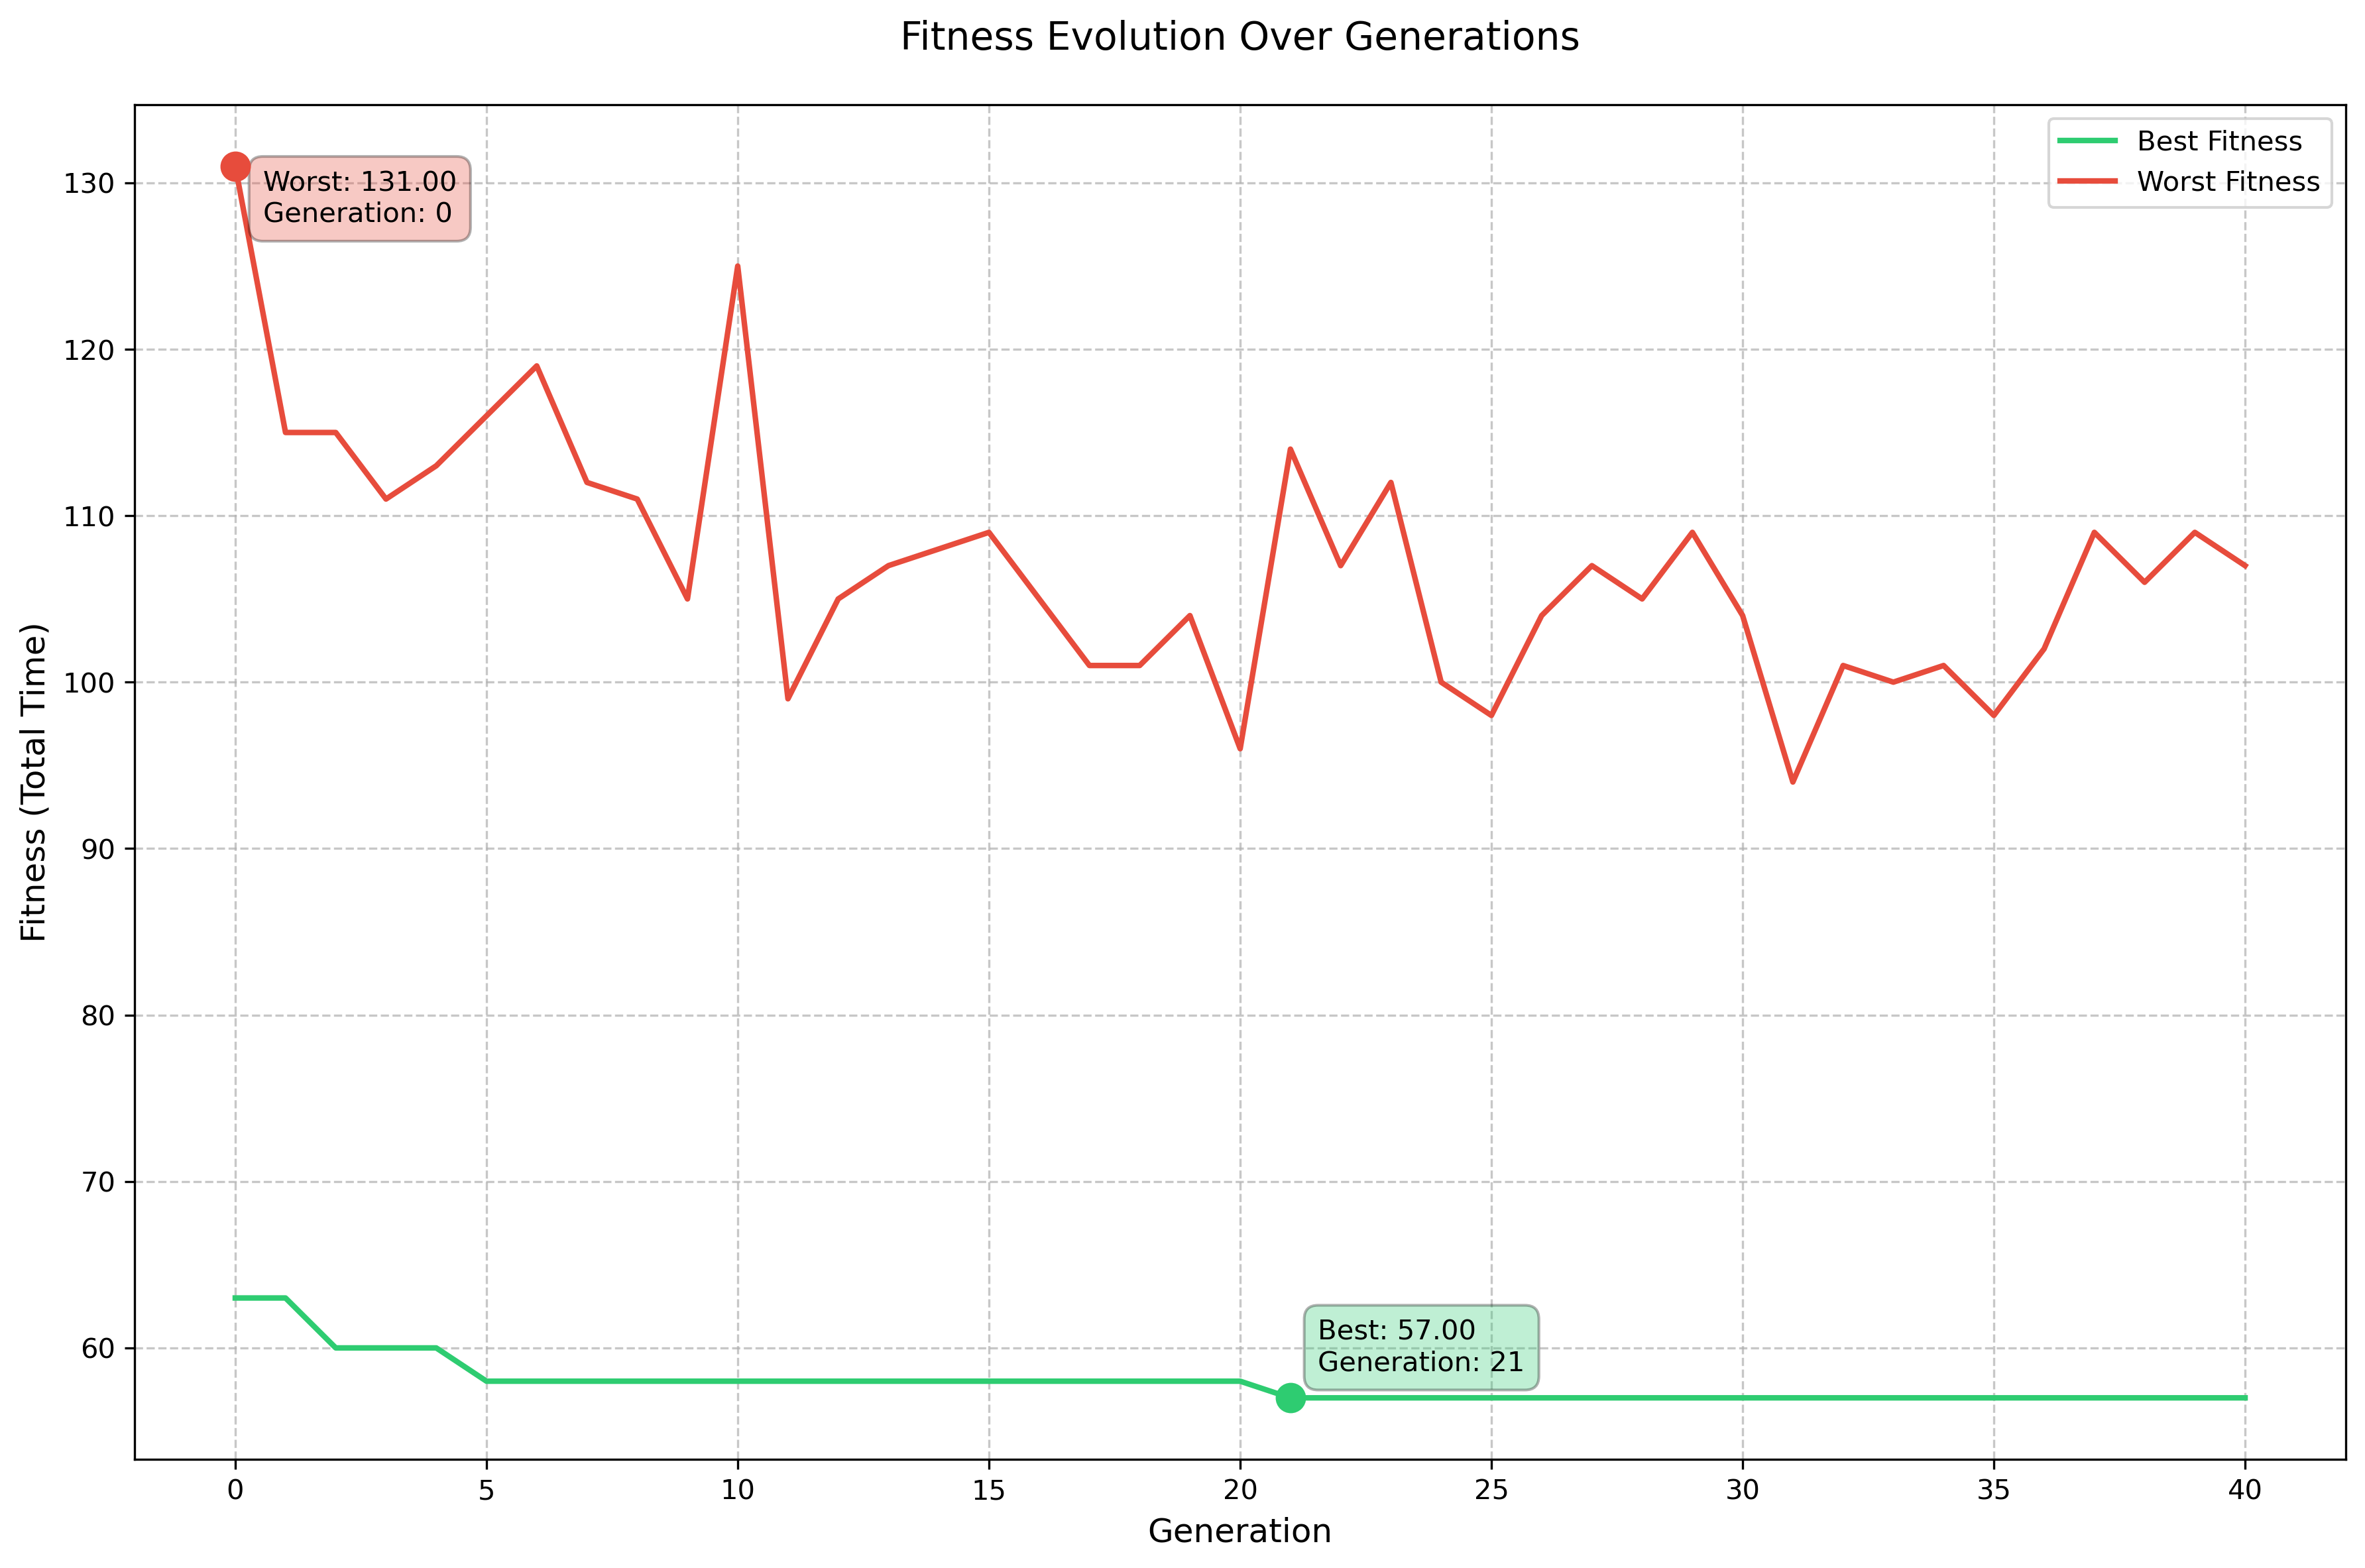 Fitness Evolution Over Generations
Best Fitness
Worst Fitness
Worst: 131.00
Generation: 0
130
120
110
100
90
80
70
60
Fitness (Total Time)
Best: 57.00
Generation: 21
0 5 10 15 20 25 30 35 40
Generation